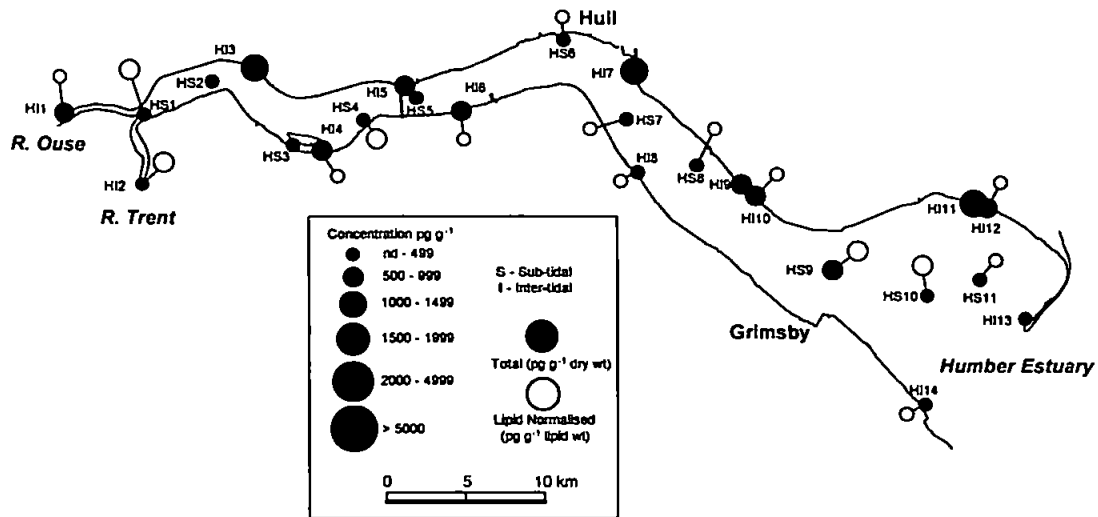 Hull
HS6
HI3
HS2
HI7
HI1
HS1
HI5
HI6
HS5
HS4
HI4
HS3
HS7
R. Ouse
HI2
HI8
HS8
R. Trent
HI9
HI10
HI11
HI12
HS9
HS10
HS11
HI13
Grimsby
Humber Estuary
HI14
Concentration pg g⁻¹
nd - 499
500 - 999
1000 - 1499
1500 - 1999
2000 - 4999
> 5000
S - Sub-tidal
I - Inter-tidal
Total (pg g⁻¹ dry wt)
Lipid Normalised
(pg g⁻¹ lipid wt)
0 5 10 km